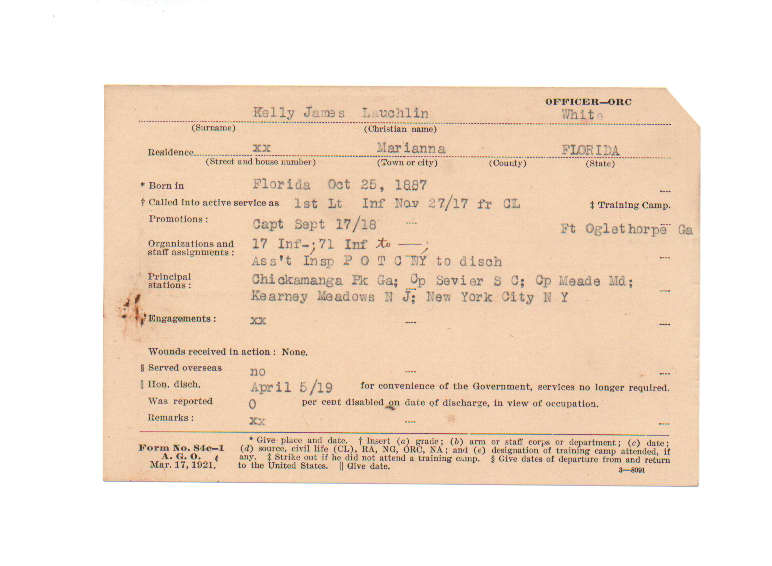 OFFICER—ORC
Kelly James Lauchlin White
(Surname) (Christian name)
Residence xx Marianna FLORIDA
(Street and house number) (Town or city) (County) (State)
* Born in Florida Oct 25, 1887
† Called into active service as 1st Lt Inf Nov 27/17 fr CL ‡ Training Camp.
Promotions: Capt Sept 17/18 Ft Oglethorpe Ga
Organizations and staff assignments: 17 Inf-; 71 Inf to —;
Ass't Insp P O T C NY to disch
Principal stations: Chickamanga Pk Ga; Cp Sevier S C; Cp Meade Md;
Kearney Meadows N J; New York City N Y
Engagements: xx
Wounds received in action: None.
§ Served overseas no
‖ Hon. disch. April 5/19 for convenience of the Government, services no longer required.
Was reported 0 per cent disabled on date of discharge, in view of occupation.
Remarks: xx
Form No. 84c-1
A. G. O.
Mar. 17, 1921.
* Give place and date. † Insert (a) grade; (b) arm or staff corps or department; (c) date;
(d) source, civil life (CL), RA, NG, ORC, NA; and (e) designation of training camp attended, if
any. ‡ Strike out if he did not attend a training camp. § Give dates of departure from and return
to the United States. ‖ Give date.
3—8091